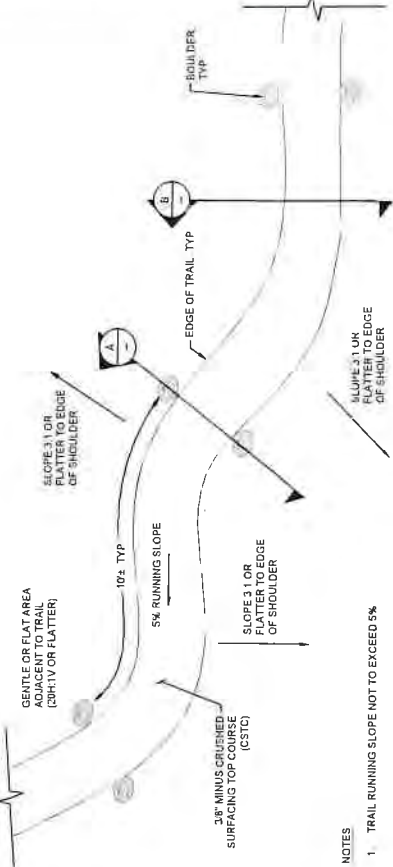 GENTLE OR FLAT AREA
ADJACENT TO TRAIL
(20H:1V OR FLATTER)
SLOPE 3:1 OR
FLATTER TO EDGE
OF SHOULDER
A
-
B
-
BOULDER
TYP
EDGE OF TRAIL TYP
10'± TYP
5% RUNNING SLOPE
SLOPE 3:1 OR
FLATTER TO EDGE
OF SHOULDER
SLOPE 3:1 OR
FLATTER TO EDGE
OF SHOULDER
3/8" MINUS CRUSHED
SURFACING TOP COURSE
(CSTC)
NOTES
1 TRAIL RUNNING SLOPE NOT TO EXCEED 5%